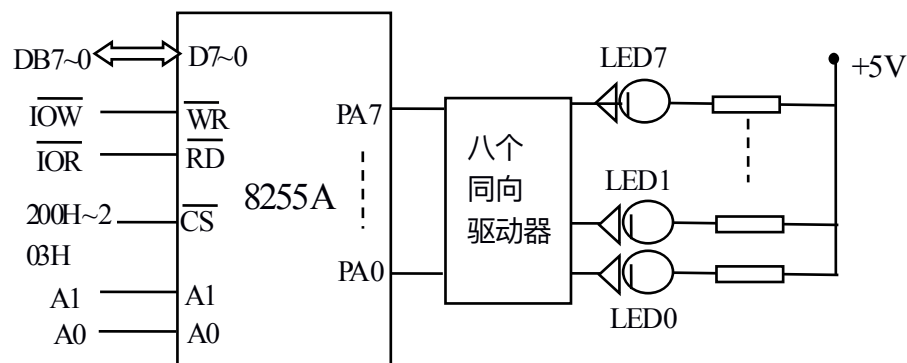 DB7~0
D7~0
LED7
+5V
IOW
WR
PA7
IOR
RD
八个
同向
驱动器
LED1
8255A
200H~2
03H
CS
PA0
LED0
A1
A1
A0
A0